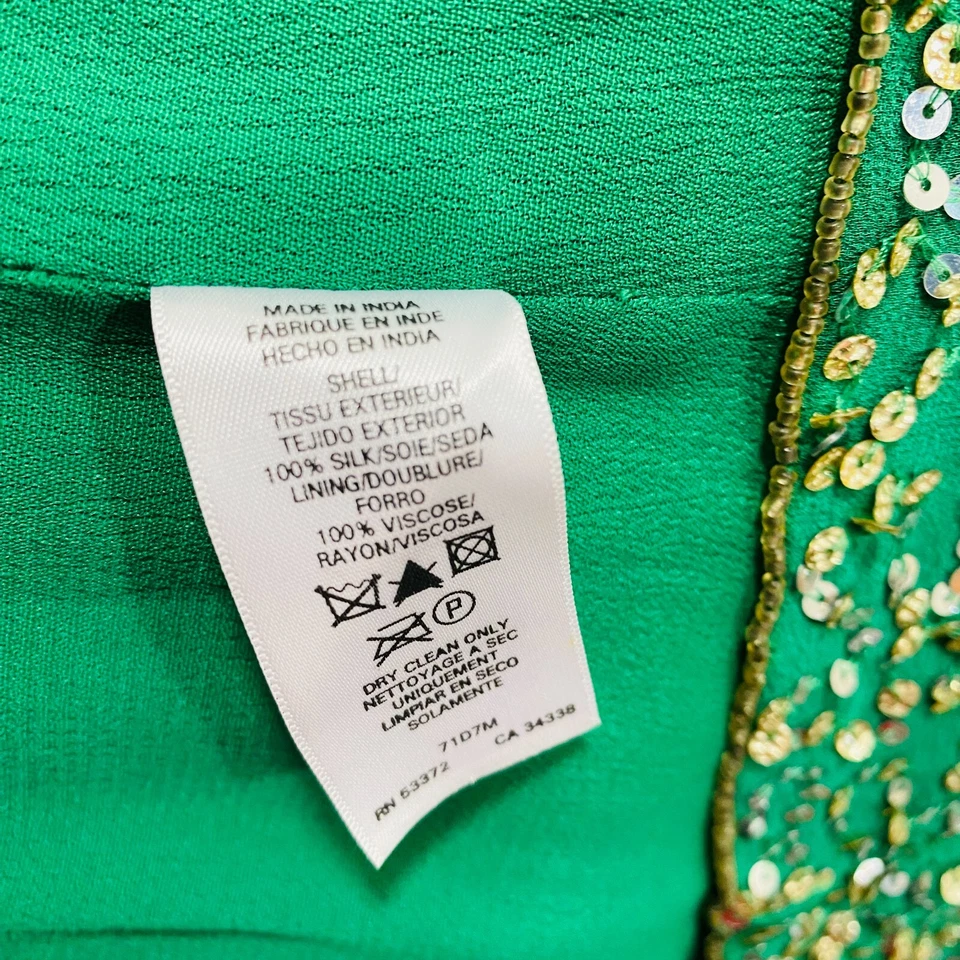 MADE IN INDIA
FABRIQUE EN INDE
HECHO EN INDIA
SHELL/
TISSU EXTERIEUR/
TEJIDO EXTERIOR
100% SILK/SOIE/SEDA
LINING/DOUBLURE/
FORRO
100% VISCOSE/
RAYON/VISCOSA
P
DRY CLEAN ONLY
NETTOYAGE A SEC
UNIQUEMENT
LIMPIAR EN SECO
SOLAMENTE
71D7M
RN 63372 CA 34338